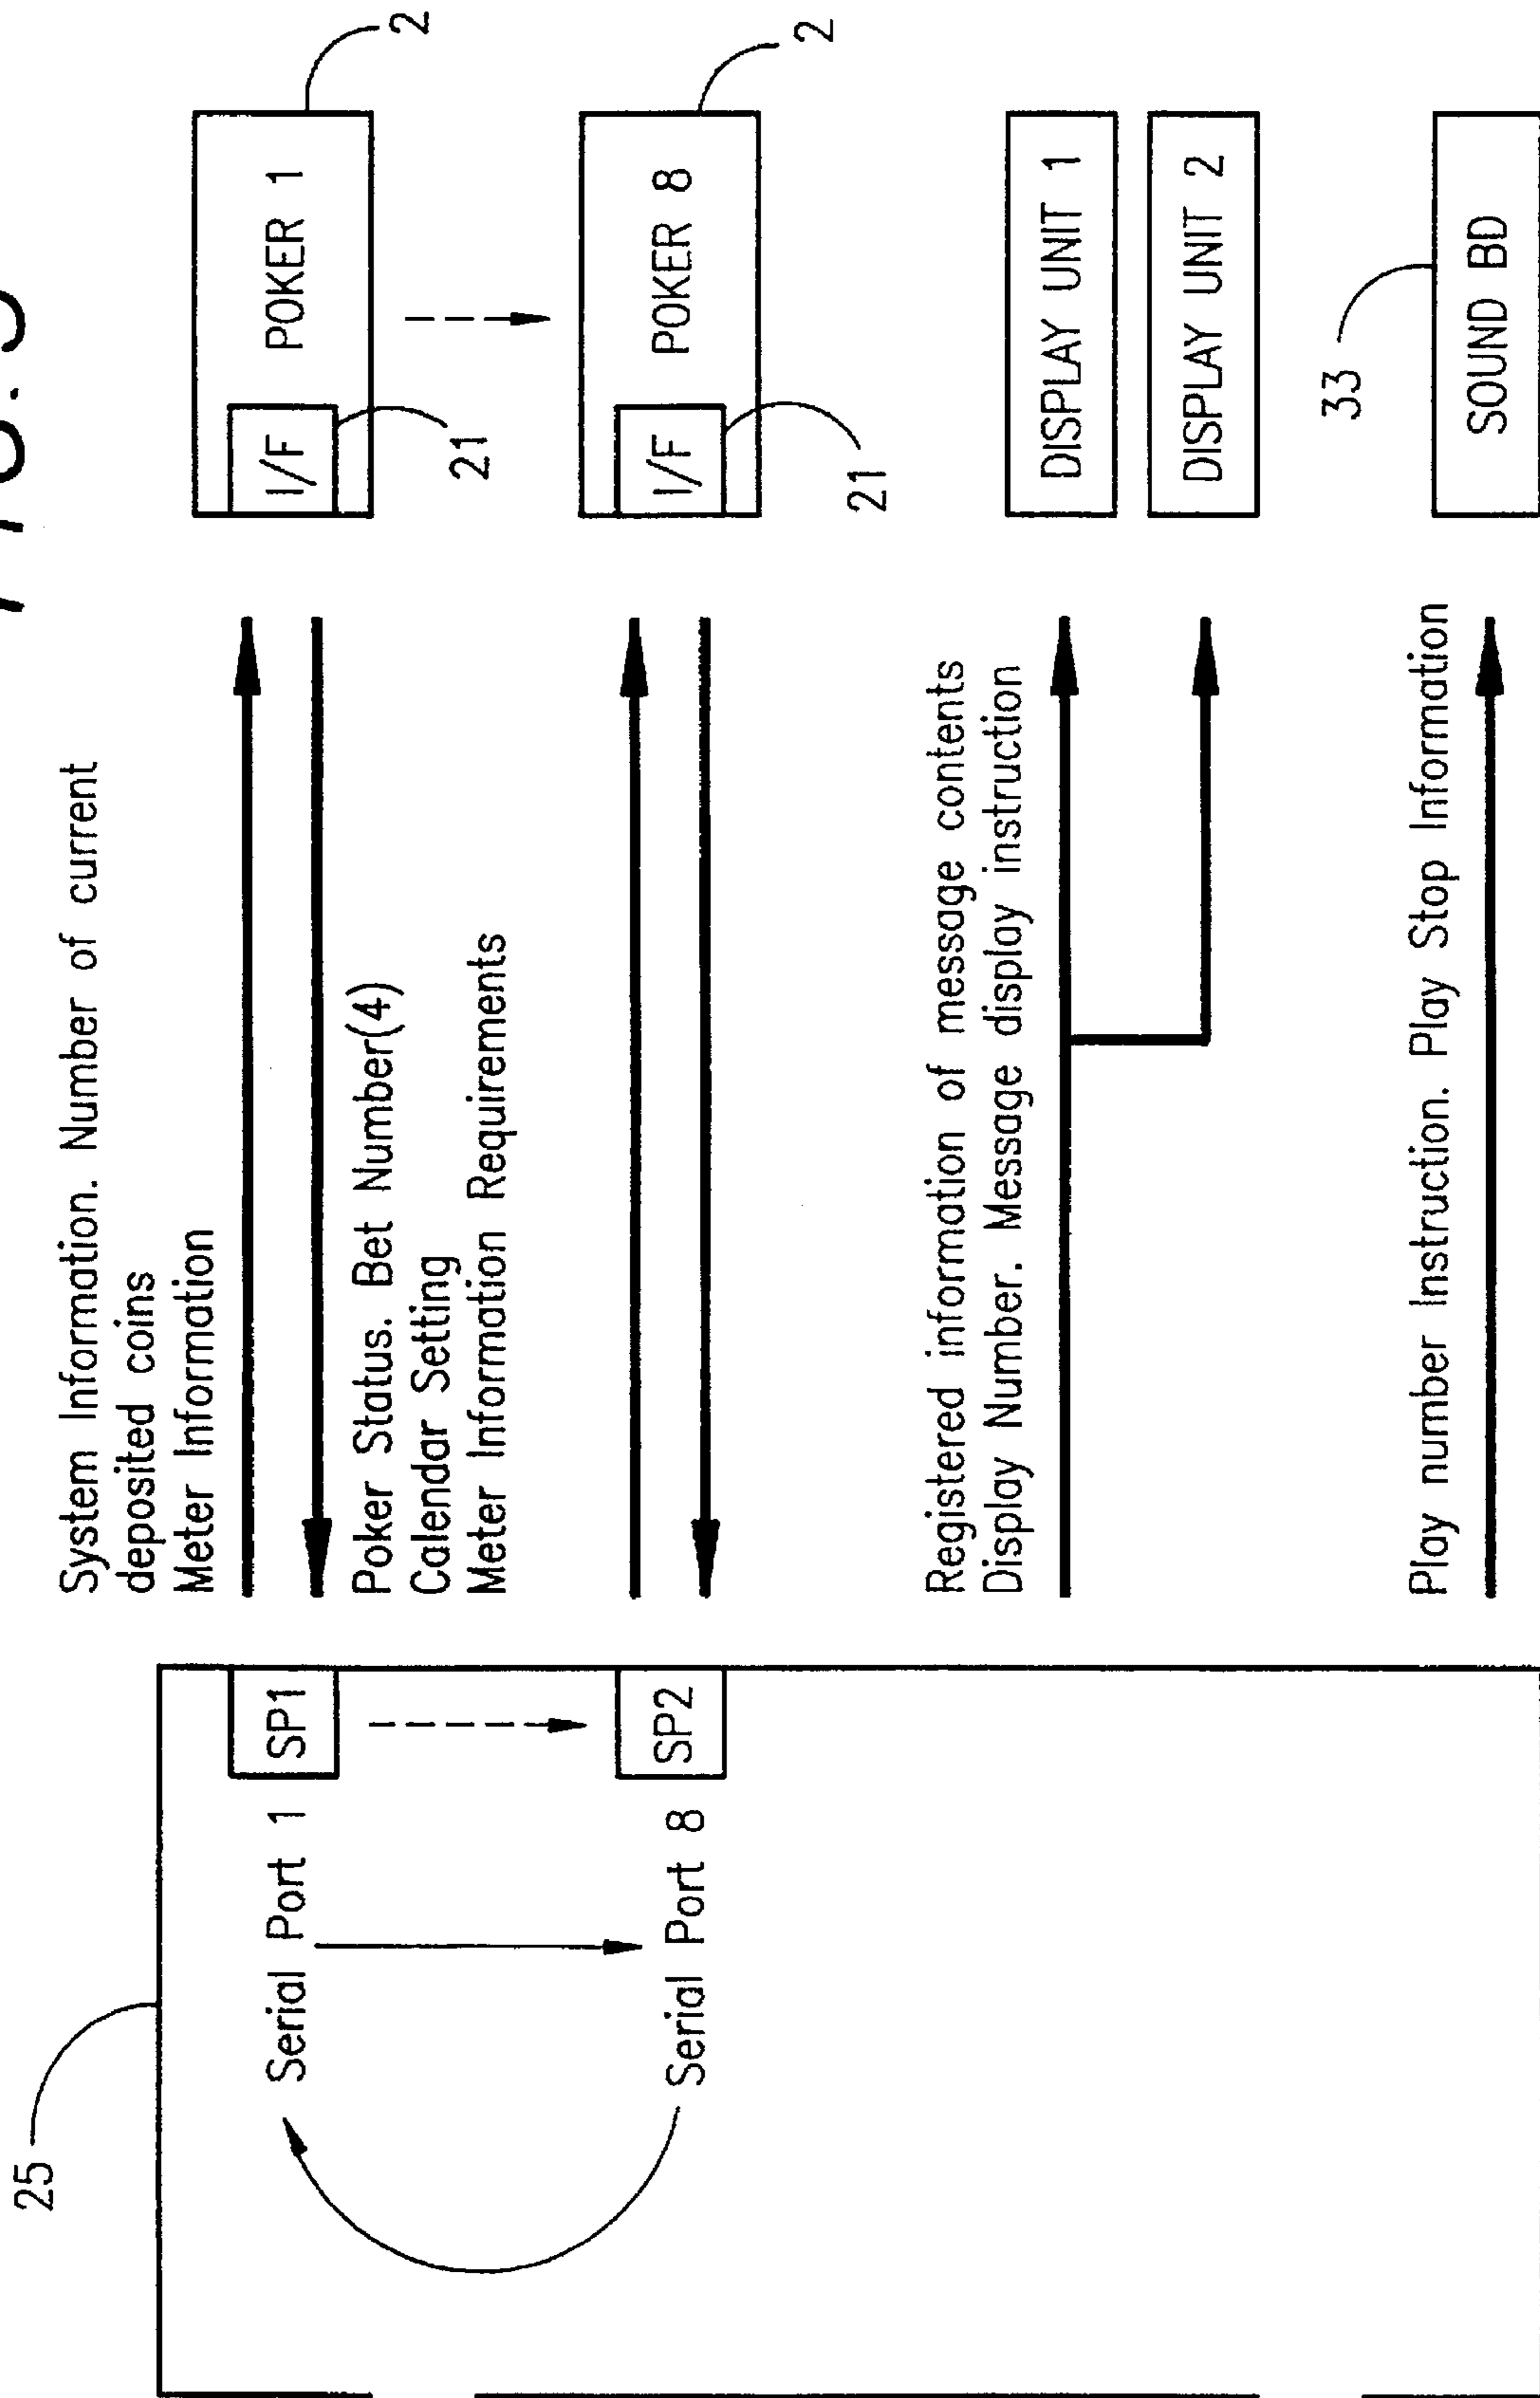 25
Serial Port 1
SP1
Serial Port 8
SP2
System Information. Number of current
deposited coins
Meter Information
Poker Status. Bet Number(4)
Calendar Setting
Meter Information Requirements
Registered information of message contents
Display Number. Message display instruction
Play number Instruction. Play Stop Information
I/F
POKER 1
2
21
I/F
POKER 8
2
21
DISPLAY UNIT 1
DISPLAY UNIT 2
33
SOUND BD